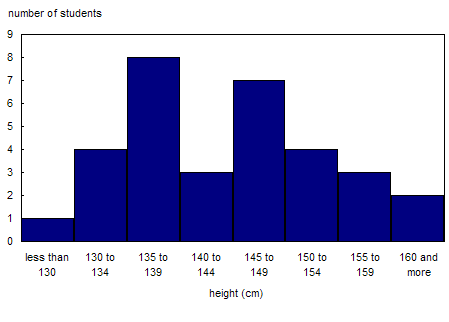 number of students
9
8
7
6
5
4
3
2
1
0
less than 130 to 135 to 140 to 145 to 150 to 155 to 160 and
130 134 139 144 149 154 159 more
height (cm)